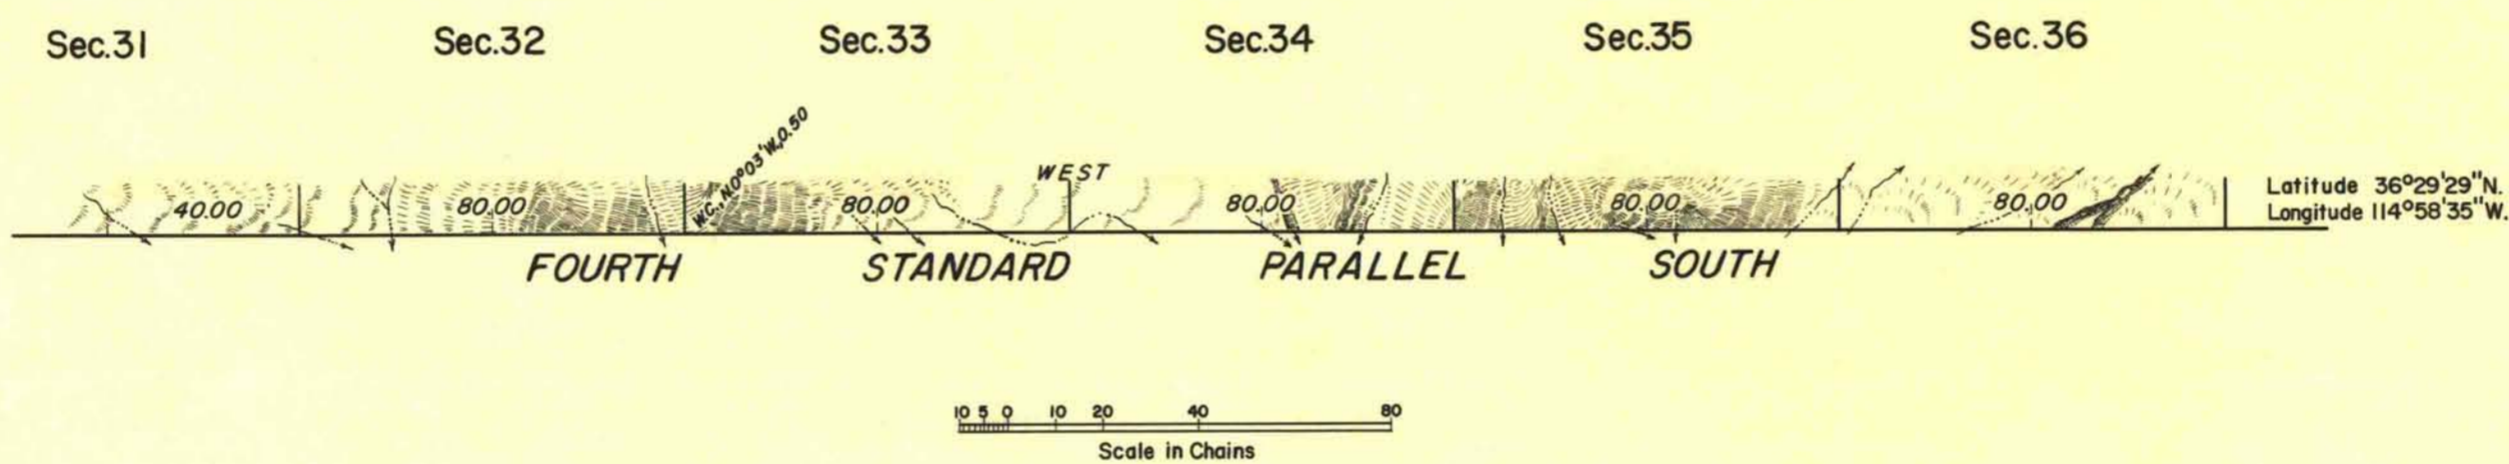 Sec.31 Sec.32 Sec.33 Sec.34 Sec.35 Sec.36
W.C., N.0°03'W.,0.50
WEST
40.00 80.00 80.00 80.00 80.00 80.00
Latitude 36°29'29"N.
Longitude 114°58'35"W.
FOURTH STANDARD PARALLEL SOUTH
10 5 0 10 20 40 80
Scale in Chains